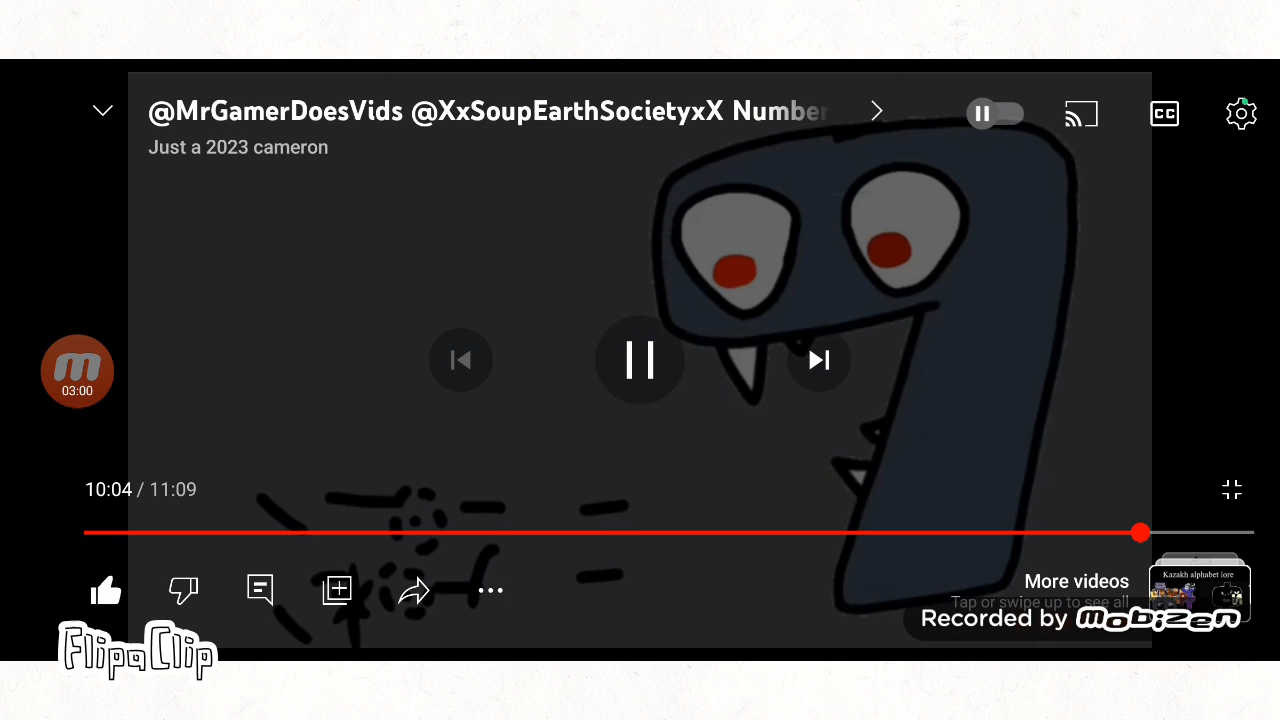 @MrGamerDoesVids @XxSoupEarthSocietyxX Number
Just a 2023 cameron
CC
m
03:00
10:04 / 11:09
More videos
Kazakh alphabet lore
Tap or swipe up to see all
Recorded by mobizen
FlipaClip